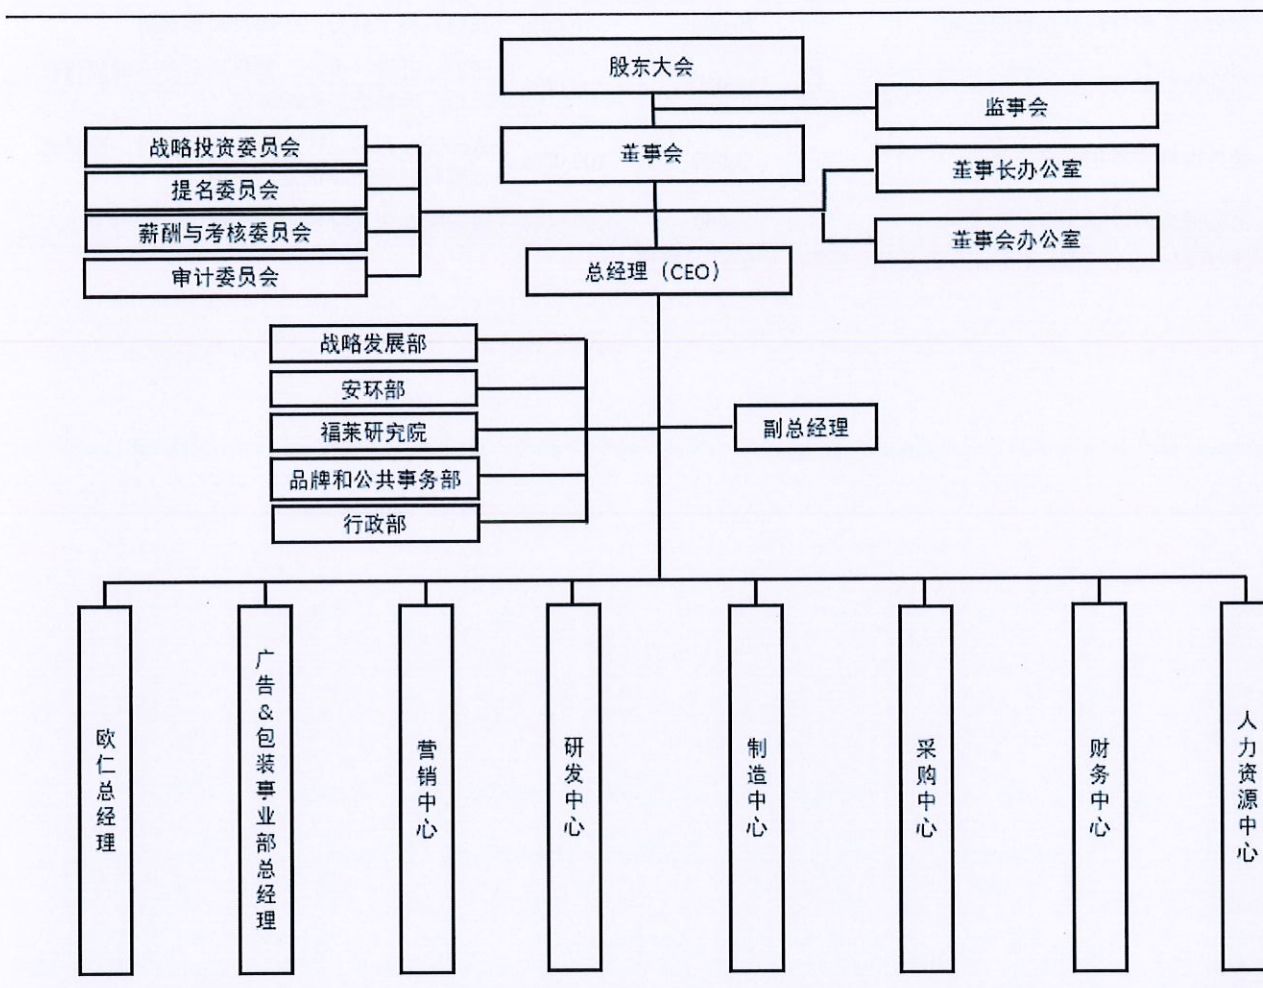 股东大会
监事会
董事会
战略投资委员会
提名委员会
薪酬与考核委员会
审计委员会
董事长办公室
董事会办公室
总经理（CEO）
战略发展部
安环部
福莱研究院
品牌和公共事务部
行政部
副总经理
欧仁总经理
广告&包装事业部总经理
营销中心
研发中心
制造中心
采购中心
财务中心
人力资源中心